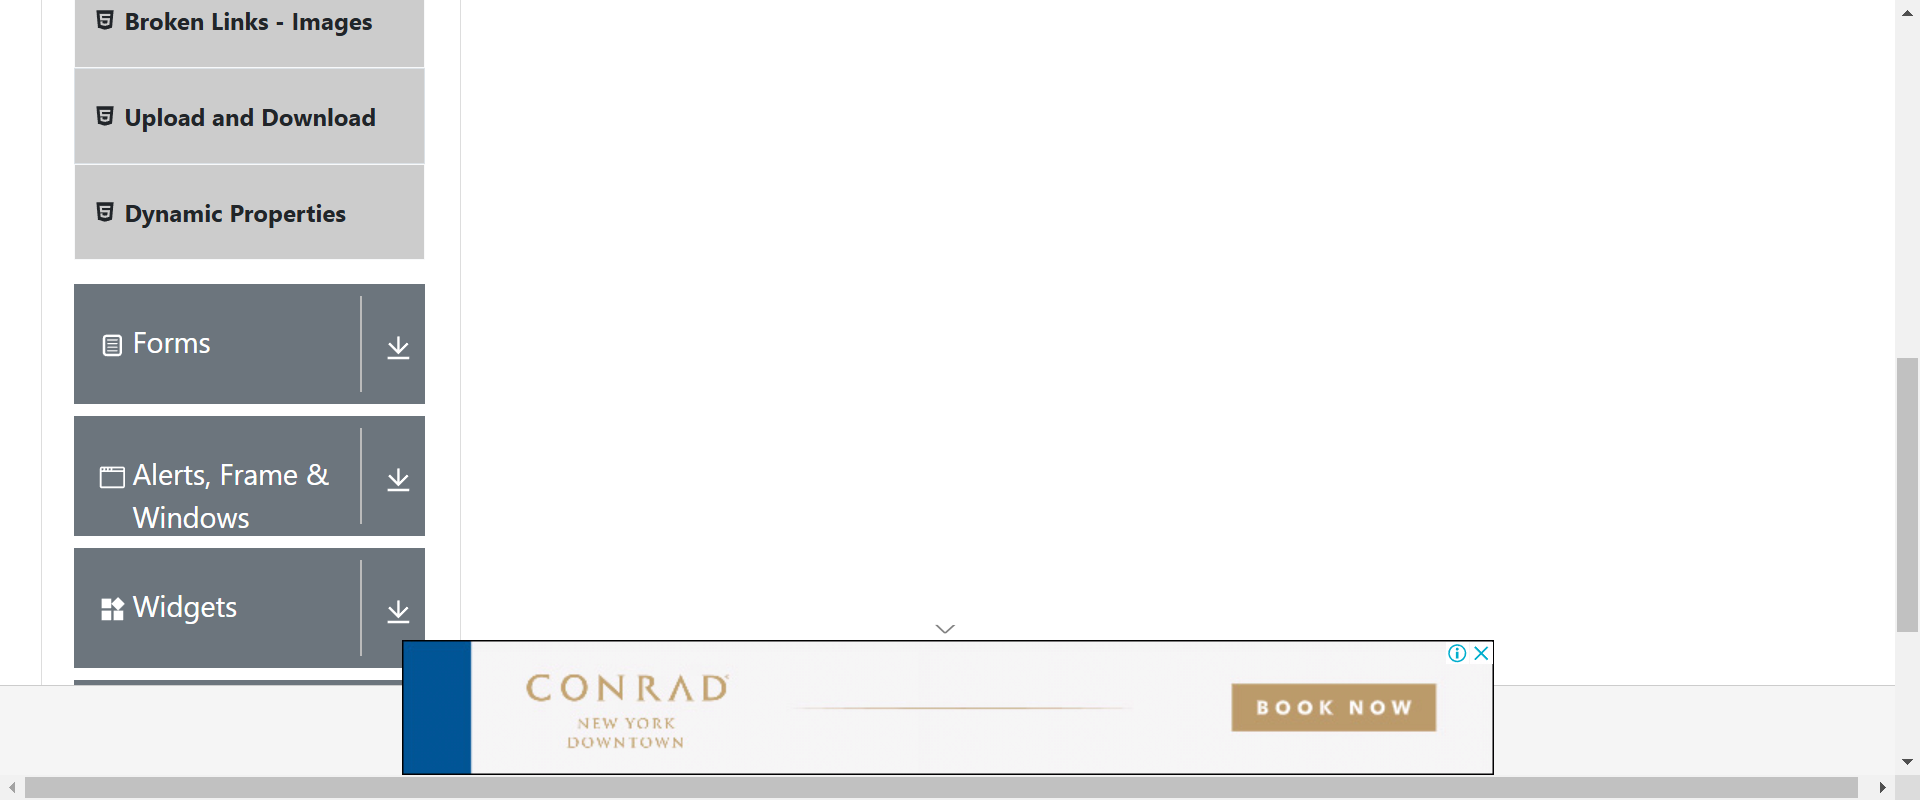 Broken Links - Images
Upload and Download
Dynamic Properties
Forms
Alerts, Frame &
Windows
Widgets
CONRAD
NEW YORK
DOWNTOWN
BOOK NOW